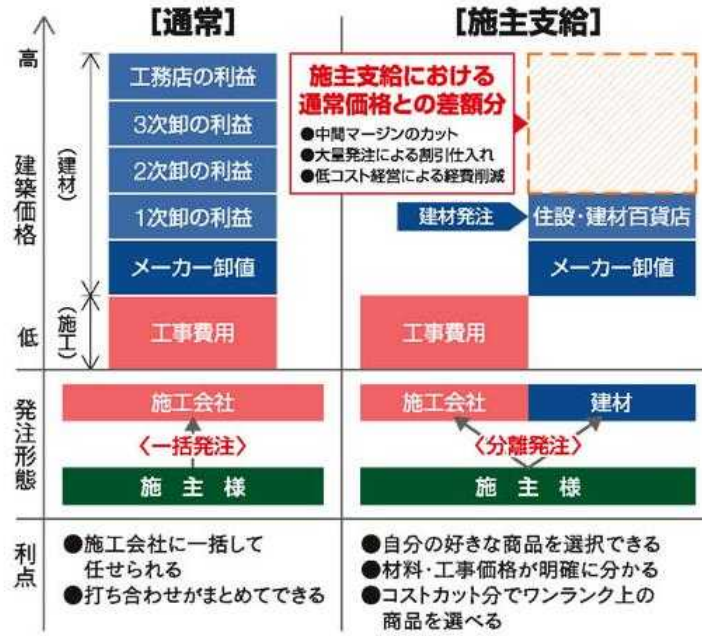 [通常]
[施主支給]
高
建築価格
低
(建材)
(施工)
工務店の利益
3次卸の利益
2次卸の利益
1次卸の利益
メーカー卸値
工事費用
施主支給における
通常価格との差額分
●中間マージンのカット
●大量発注による割引仕入れ
●低コスト経営による経費削減
建材発注
住設・建材百貨店
メーカー卸値
工事費用
発注形態
施工会社
〈一括発注〉
施主様
施工会社
建材
〈分離発注〉
施主様
利点
●施工会社に一括して
任せられる
●打ち合わせがまとめてできる
●自分の好きな商品を選択できる
●材料・工事価格が明確に分かる
●コストカット分でワンランク上の
商品を選べる